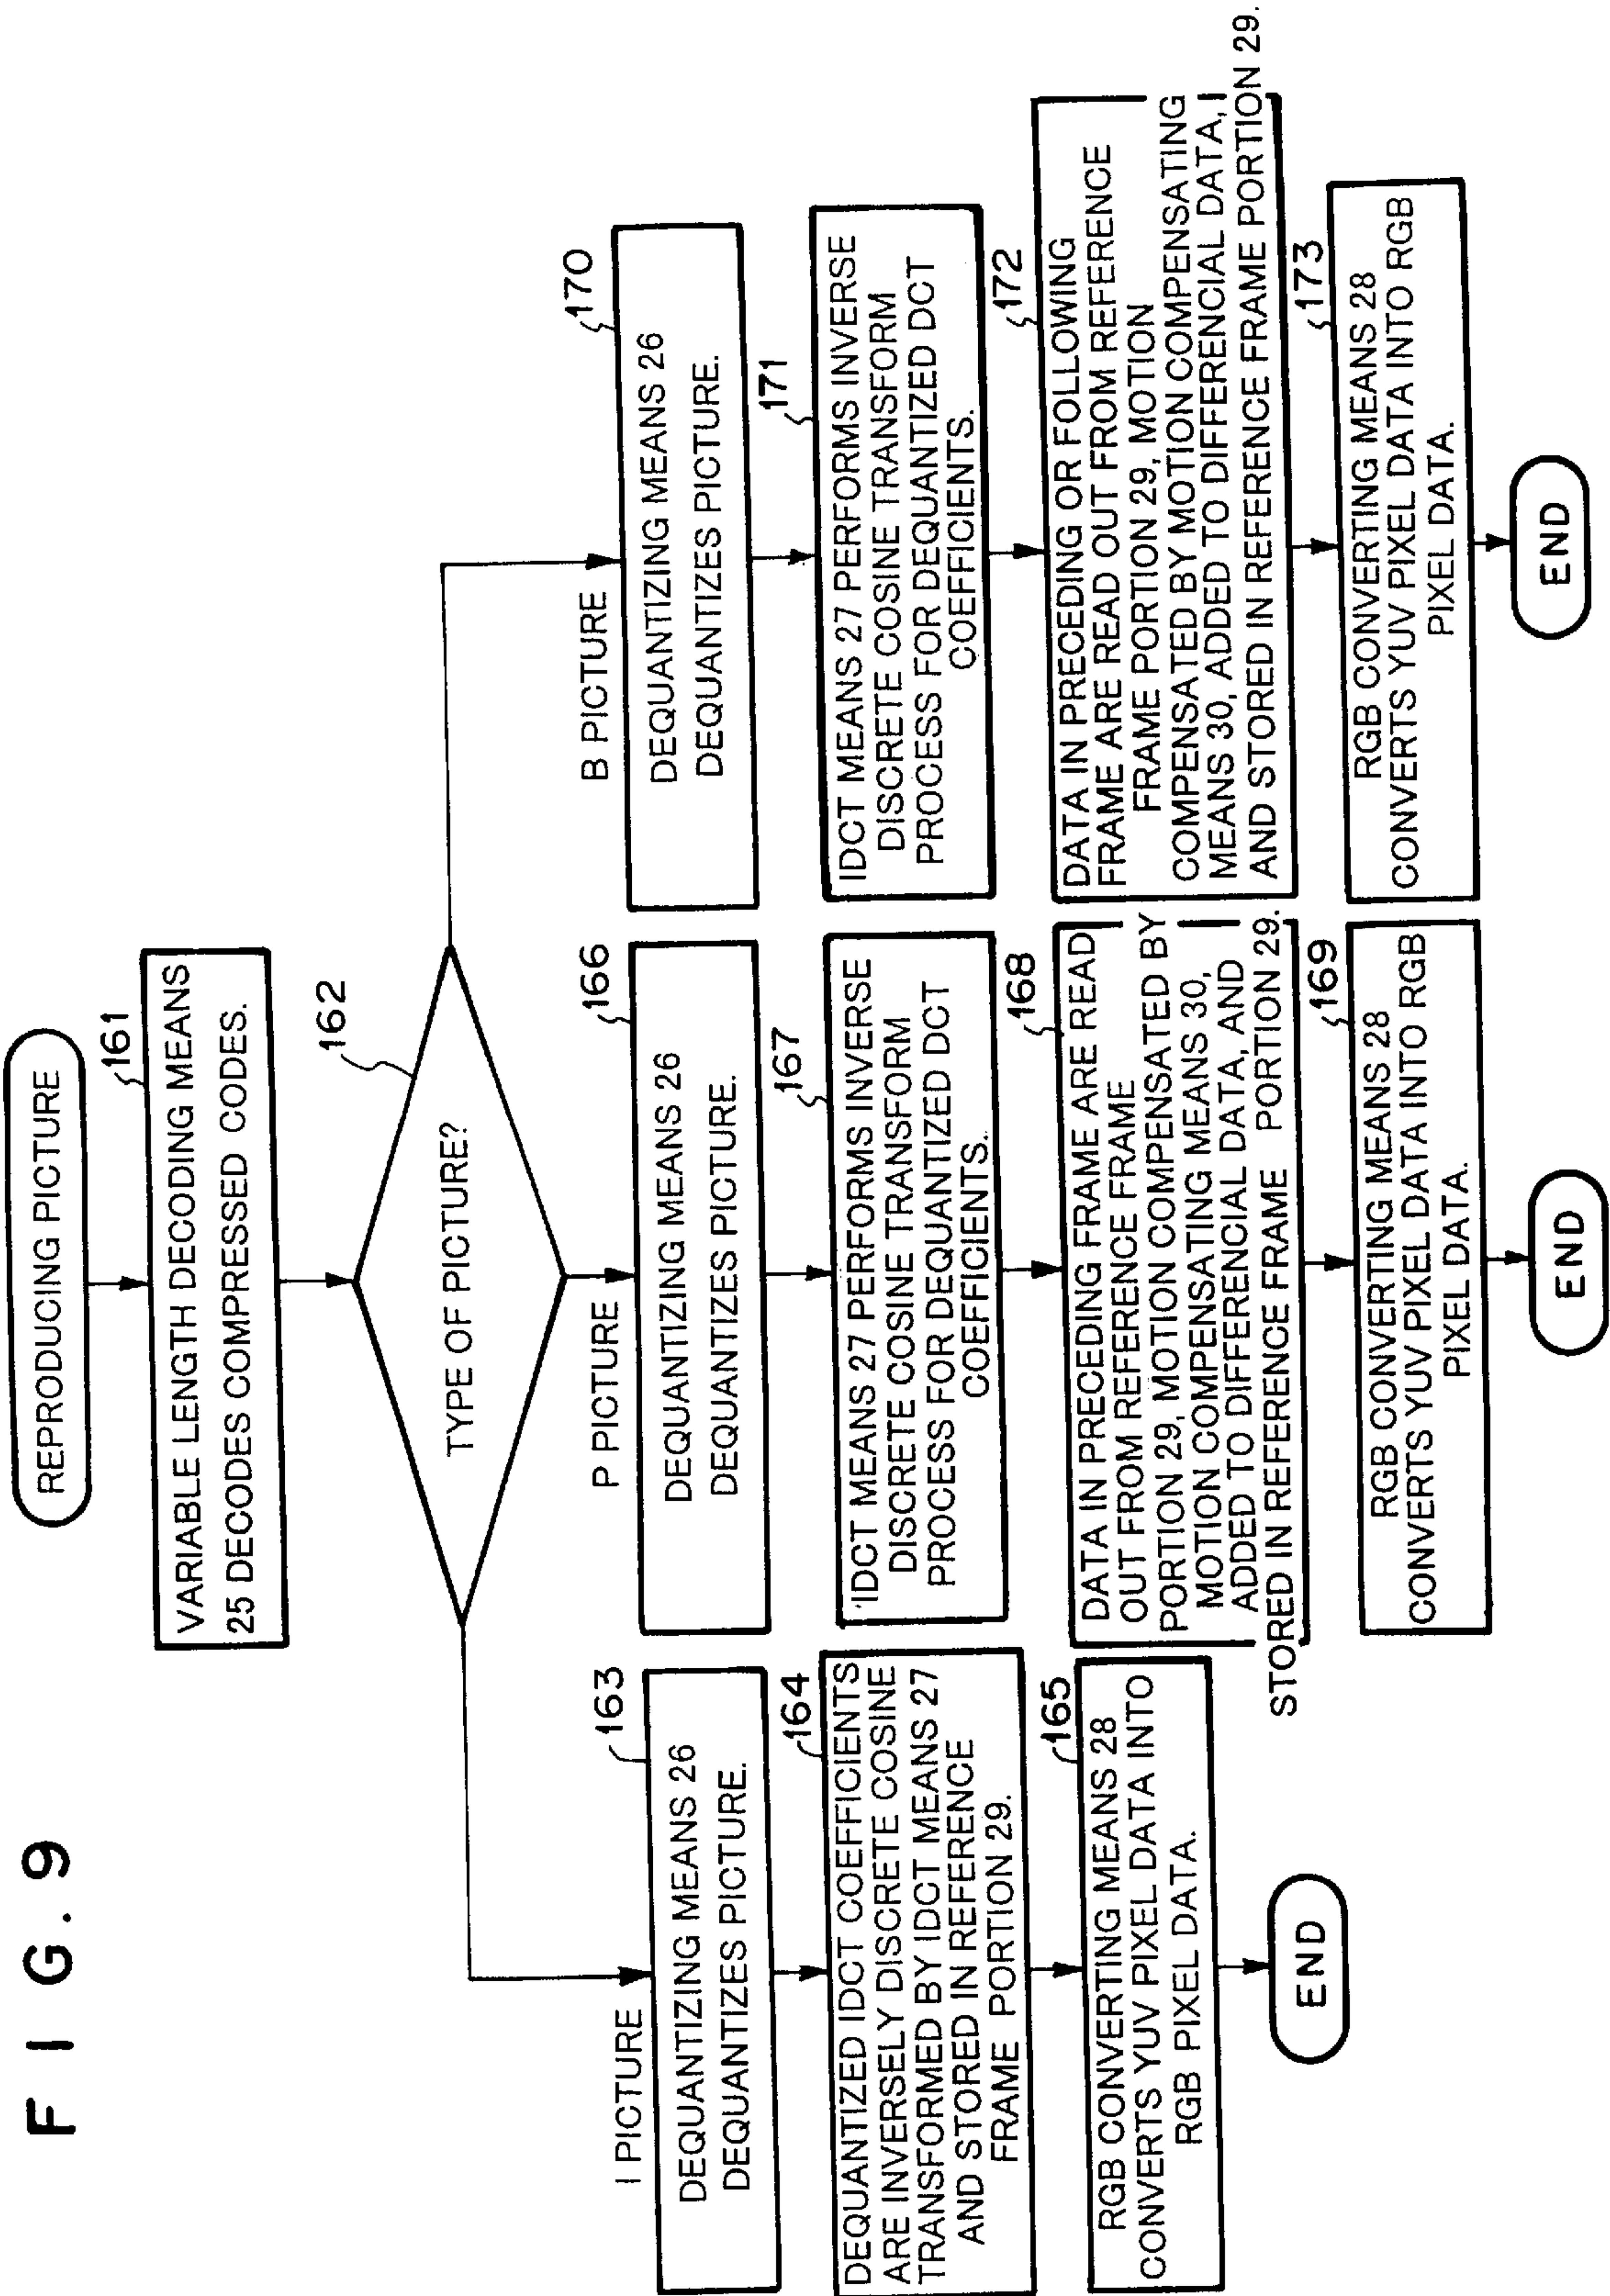 FIG. 9
REPRODUCING PICTURE
161
VARIABLE LENGTH DECODING MEANS
25 DECODES COMPRESSED CODES.
162
TYPE OF PICTURE?
I PICTURE
163
DEQUANTIZING MEANS 26
DEQUANTIZES PICTURE.
164
DEQUANTIZED IDCT COEFFICIENTS
ARE INVERSELY DISCRETE COSINE
TRANSFORMED BY IDCT MEANS 27
AND STORED IN REFERENCE
FRAME PORTION 29.
165
RGB CONVERTING MEANS 28
CONVERTS YUV PIXEL DATA INTO
RGB PIXEL DATA.
END
P PICTURE
166
DEQUANTIZING MEANS 26
DEQUANTIZES PICTURE.
167
IDCT MEANS 27 PERFORMS INVERSE
DISCRETE COSINE TRANSFORM
PROCESS FOR DEQUANTIZED DCT
COEFFICIENTS.
168
DATA IN PRECEDING FRAME ARE READ
OUT FROM REFERENCE FRAME
PORTION 29, MOTION COMPENSATED BY
MOTION COMPENSATING MEANS 30,
ADDED TO DIFFERENCIAL DATA, AND
STORED IN REFERENCE FRAME PORTION 29.
169
RGB CONVERTING MEANS 28
CONVERTS YUV PIXEL DATA INTO RGB
PIXEL DATA.
END
B PICTURE
170
DEQUANTIZING MEANS 26
DEQUANTIZES PICTURE.
171
IDCT MEANS 27 PERFORMS INVERSE
DISCRETE COSINE TRANSFORM
PROCESS FOR DEQUANTIZED DCT
COEFFICIENTS.
172
DATA IN PRECEDING OR FOLLOWING
FRAME ARE READ OUT FROM REFERENCE
FRAME PORTION 29, MOTION
COMPENSATED BY MOTION COMPENSATING
MEANS 30, ADDED TO DIFFERENCIAL DATA,
AND STORED IN REFERENCE FRAME PORTION 29.
173
RGB CONVERTING MEANS 28
CONVERTS YUV PIXEL DATA INTO RGB
PIXEL DATA.
END